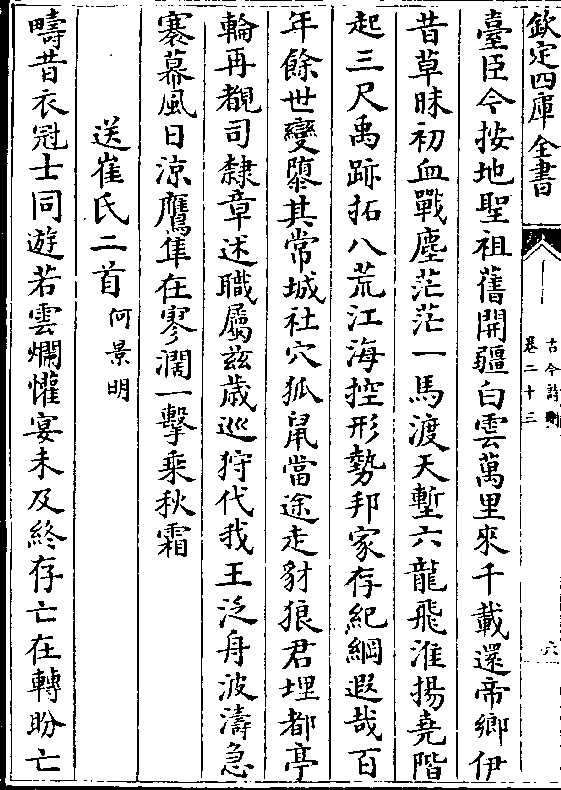 欽定四庫全書
古今詩刪
卷二十三
六
臺臣今按地聖祖舊開疆白雲萬里來千載還帝鄉伊
昔草昧初血戰塵茫茫一馬渡天塹六龍飛淮揚堯階
起三尺禹跡拓八荒江海控形勢邦家存紀綱遐哉百
年餘世變隳其常城社穴狐鼠當途走豺狼君埋都亭
輪再覩司隸章述職屬茲歲巡狩代我王泛舟波濤急
褰幕風日涼鷹隼在寥濶一擊乘秋霜
送崔氏二首何景明
疇昔衣冠士同遊若雲爛懽宴未及終存亡在轉盼亡